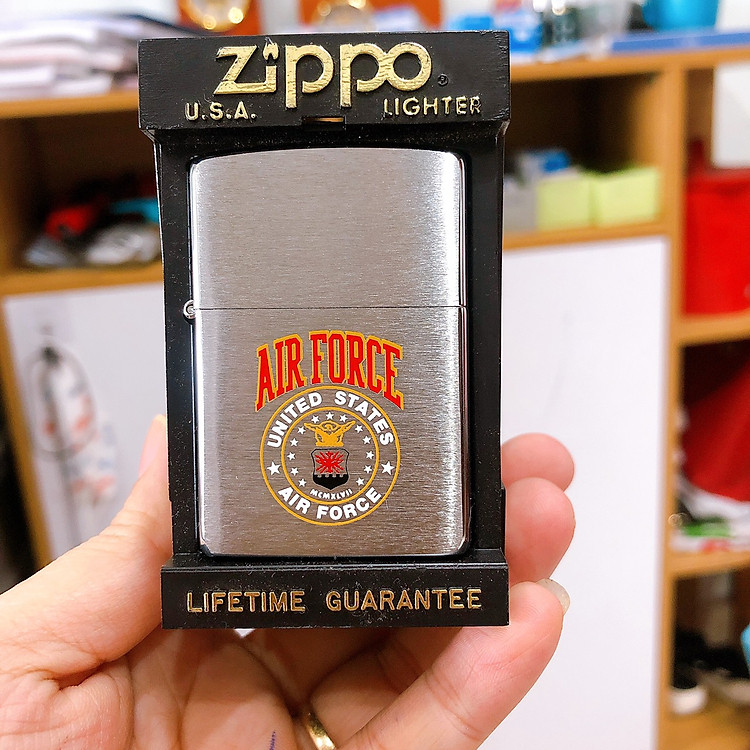 Zippo
U.S.A. LIGHTER
AIR FORCE
UNITED STATES
MCMXLVII
AIR FORCE
LIFETIME GUARANTEE